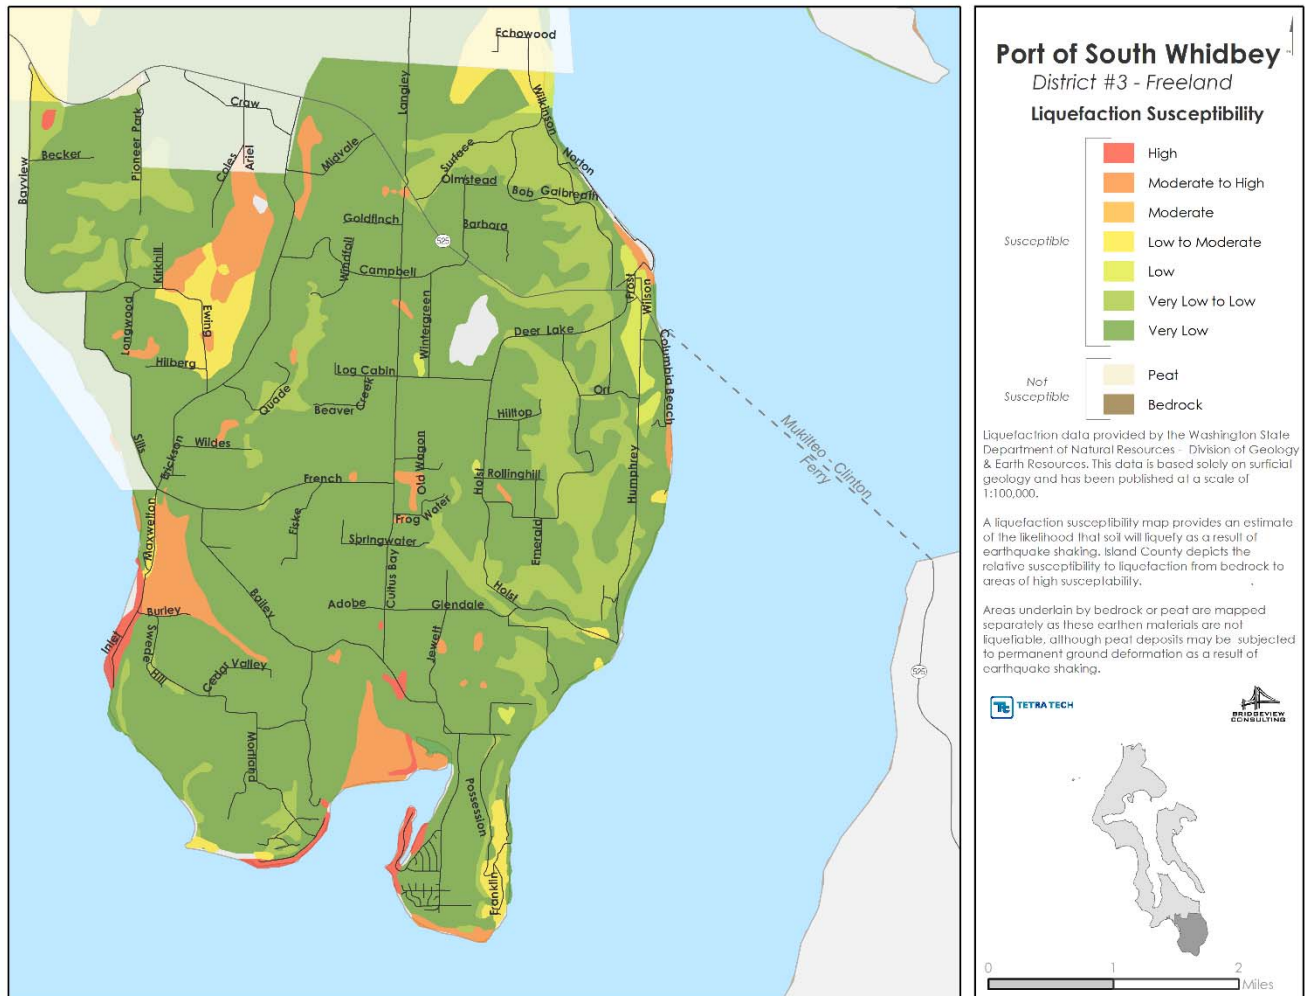 Echowood
Langley
Craw
Wilkinson
Pioneer Park
Becker
Midvale
Surface
Norton
Coles
Ariel
Bayview
Olmstead
Bob Galbreath
Goldfinch
Barbara
525
Windfall
Campbell
Kirkhill
Frost
Wilson
Longwood
Ewing
Wintergreen
Deer Lake
Columbia Beach
Hilberg
Log Cabin
Quade
Beaver Creek
Orr
Hilltop
Mukilteo - Clinton
Ferry
Sills
Erickson
Wildes
Old Wagon
French
Holst
Rollinghill
Humphrey
Maxwelton
Fiske
Frog Water
Springwater
Emerald
Bailey
Cultus Bay
Holst
Burley
Adobe
Glendale
Inlet
Swede
Hill
Jewett
Cedar Valley
525
Morland
Possession
Franklin
Port of South Whidbey
District #3 - Freeland
Liquefaction Susceptibility
High
Moderate to High
Moderate
Susceptible
Low to Moderate
Low
Very Low to Low
Very Low
Not
Susceptible
Peat
Bedrock
Liquefactrion data provided by the Washington State
Department of Natural Resources - Division of Geology
& Earth Resources. This data is based solely on surficial
geology and has been published at a scale of
1:100,000.
A liquefaction susceptibility map provides an estimate
of the likelihood that soil will liquefy as a result of
earthquake shaking. Island County depicts the
relative susceptibility to liquefaction from bedrock to
areas of high susceptability.
Areas underlain by bedrock or peat are mapped
separately as these earthen materials are not
liquefiable, although peat deposits may be subjected
to permanent ground deformation as a result of
earthquake shaking.
TETRA TECH
BRIDGEVIEW
CONSULTING
0 1 2
Miles